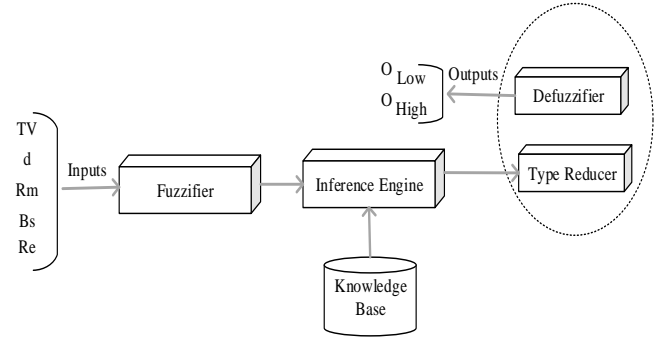 TV
d
Rm
Bs
Re
Inputs
Fuzzifier
Inference Engine
Knowledge
Base
Type Reducer
Defuzzifier
Outputs
O Low
O High